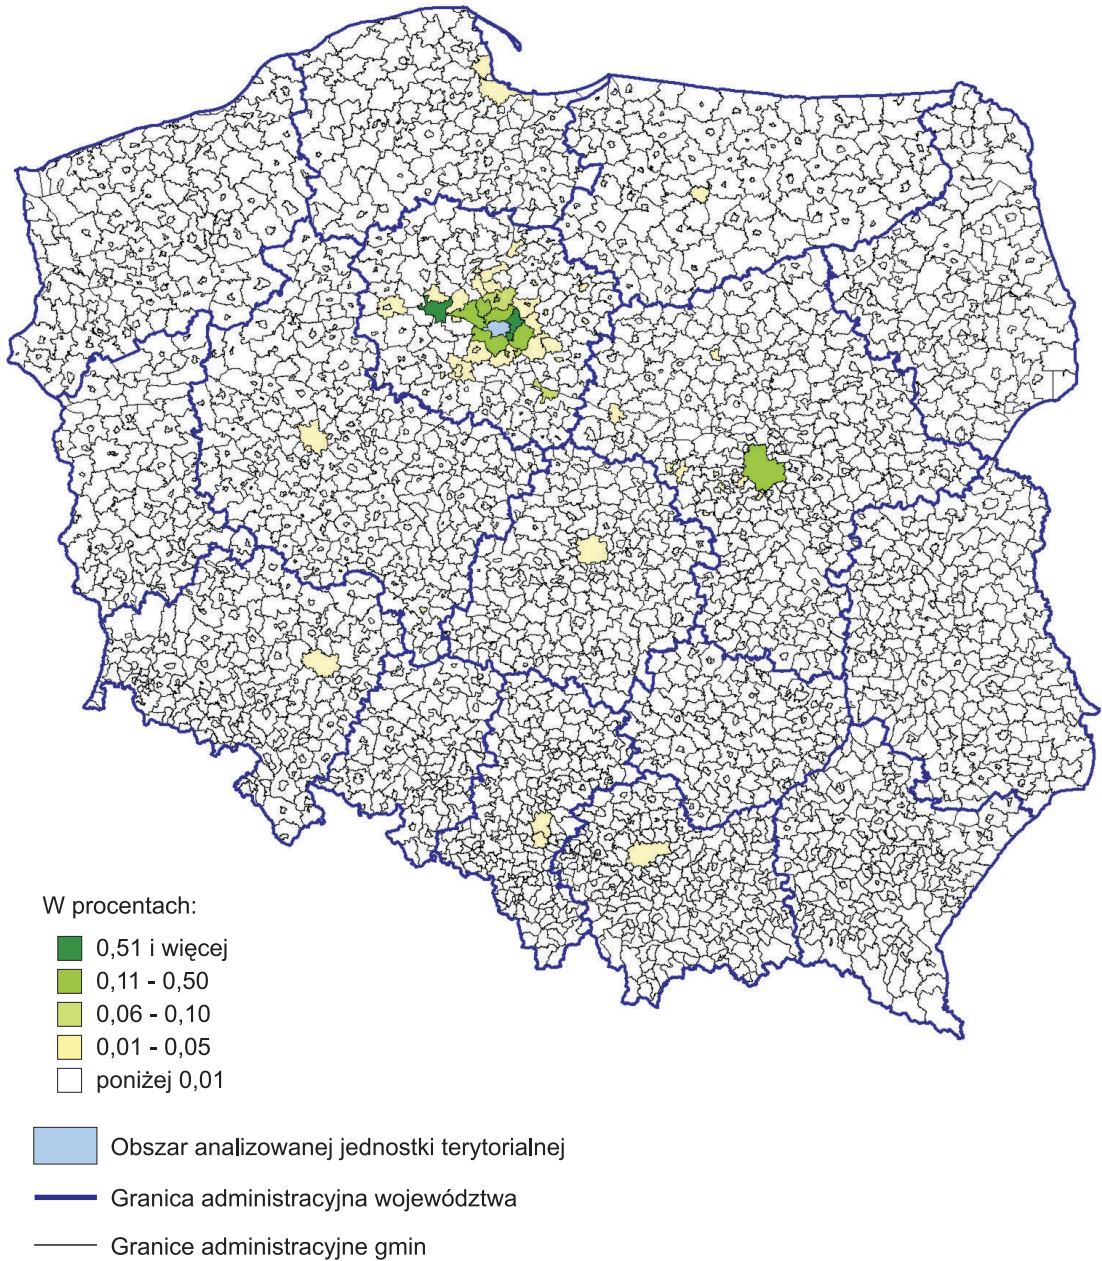 W procentach:
0,51 i więcej
0,11 - 0,50
0,06 - 0,10
0,01 - 0,05
poniżej 0,01
Obszar analizowanej jednostki terytorialnej
Granica administracyjna województwa
Granice administracyjne gmin